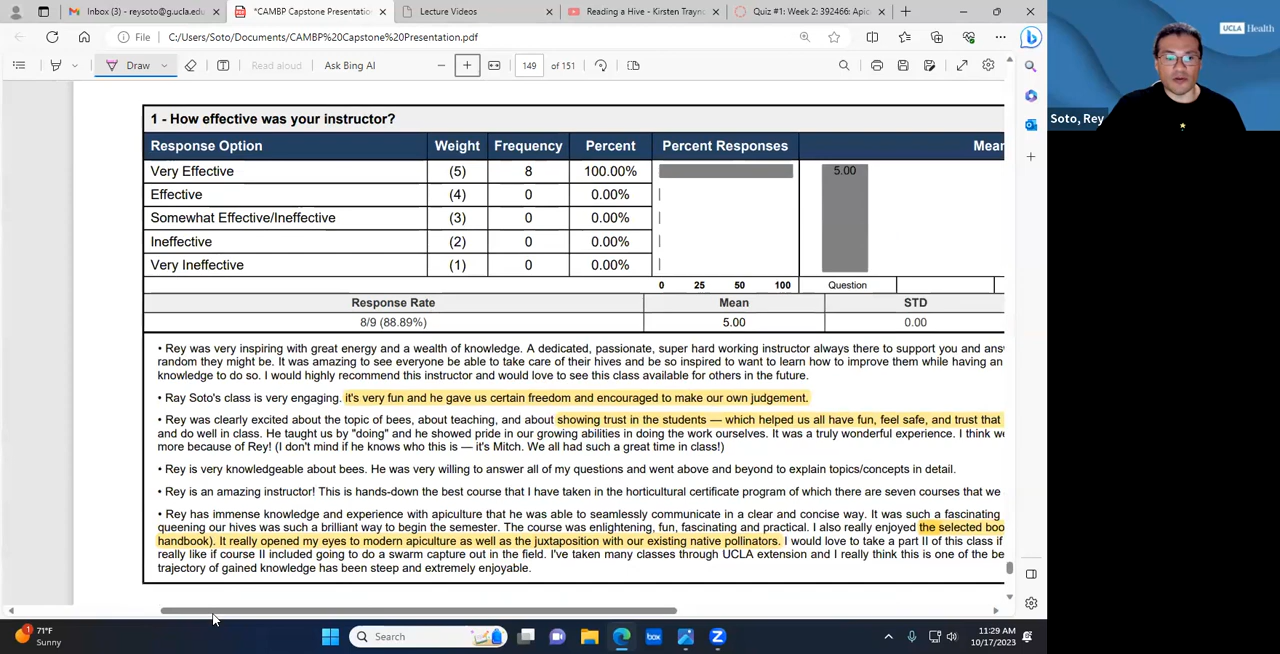 Inbox (3) - reysoto@g.ucla.edu
*CAMBP Capstone Presentatio
Lecture Videos
Reading a Hive - Kirsten Trayno
Quiz #1: Week 2: 392466: Apic
File
C:/Users/Soto/Documents/CAMBP%20Capstone%20Presentation.pdf
Draw
Read aloud
Ask Bing AI
149
of 151
1 - How effective was your instructor?
Response Option Weight Frequency Percent Percent Responses Mean
Very Effective (5) 8 100.00% 5.00
Effective (4) 0 0.00%
Somewhat Effective/Ineffective (3) 0 0.00%
Ineffective (2) 0 0.00%
Very Ineffective (1) 0 0.00%
0 25 50 100 Question
Response Rate Mean STD
8/9 (88.89%) 5.00 0.00
• Rey was very inspiring with great energy and a wealth of knowledge. A dedicated, passionate, super hard working instructor always there to support you and ans
random they might be. It was amazing to see everyone be able to take care of their hives and be so inspired to want to learn how to improve them while having an
knowledge to do so. I would highly recommend this instructor and would love to see this class available for others in the future.
• Ray Soto's class is very engaging. it's very fun and he gave us certain freedom and encouraged to make our own judgement.
• Rey was clearly excited about the topic of bees, about teaching, and about showing trust in the students — which helped us all have fun, feel safe, and trust that
and do well in class. He taught us by "doing" and he showed pride in our growing abilities in doing the work ourselves. It was a truly wonderful experience. I think we
more because of Rey! (I don't mind if he knows who this is — it's Mitch. We all had such a great time in class!)
• Rey is very knowledgeable about bees. He was very willing to answer all of my questions and went above and beyond to explain topics/concepts in detail.
• Rey is an amazing instructor! This is hands-down the best course that I have taken in the horticultural certificate program of which there are seven courses that we
• Rey has immense knowledge and experience with apiculture that he was able to seamlessly communicate in a clear and concise way. It was such a fascinating
queening our hives was such a brilliant way to begin the semester. The course was enlightening, fun, fascinating and practical. I also really enjoyed the selected boo
handbook). It really opened my eyes to modern apiculture as well as the juxtaposition with our existing native pollinators. I would love to take a part II of this class if
really like if course II included going to do a swarm capture out in the field. I've taken many classes through UCLA extension and I really think this is one of the be
trajectory of gained knowledge has been steep and extremely enjoyable.
UCLA Health
Soto, Rey
1
71°F
Sunny
Search
box
11:29 AM
10/17/2023